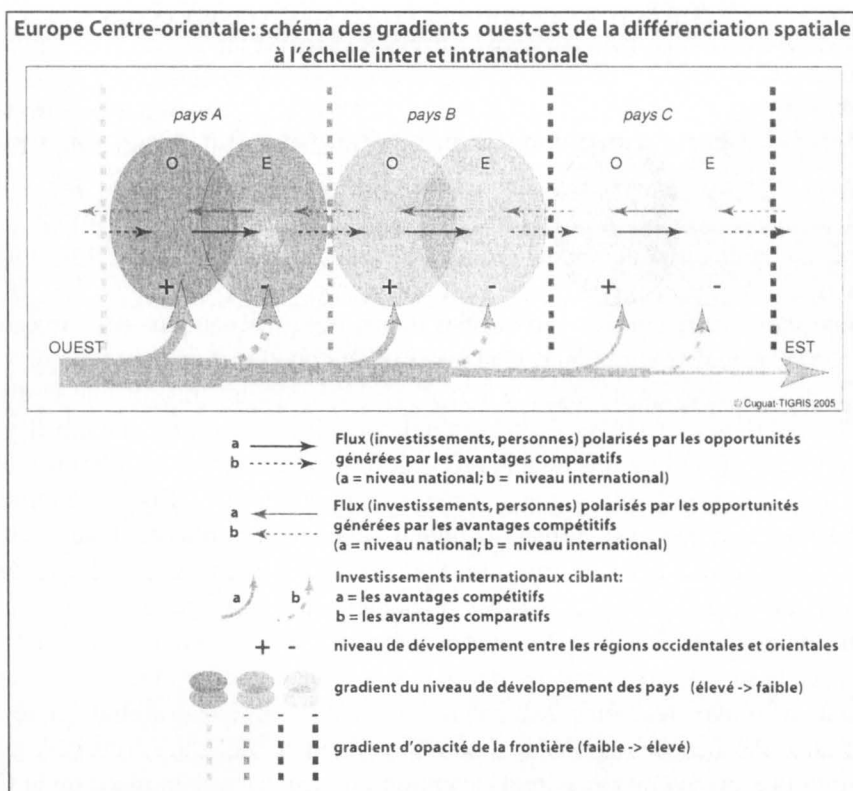 Europe Centre-orientale: schéma des gradients ouest-est de la différenciation spatiale
à l'échelle inter et intranationale
pays A
pays B
pays C
O E O E O E
+ - + - + -
OUEST
EST
© Cuguat-TIGRIS 2005
a Flux (investissements, personnes) polarisés par les opportunités
b générées par les avantages comparatifs
(a = niveau national; b = niveau international)
a Flux (investissements, personnes) polarisés par les opportunités
b générées par les avantages compétitifs
(a = niveau national; b = niveau international)
Investissements internationaux ciblant:
a b a = les avantages compétitifs
b = les avantages comparatifs
+ - niveau de développement entre les régions occidentales et orientales
gradient du niveau de développement des pays (élevé -> faible)
gradient d'opacité de la frontière (faible -> élevé)